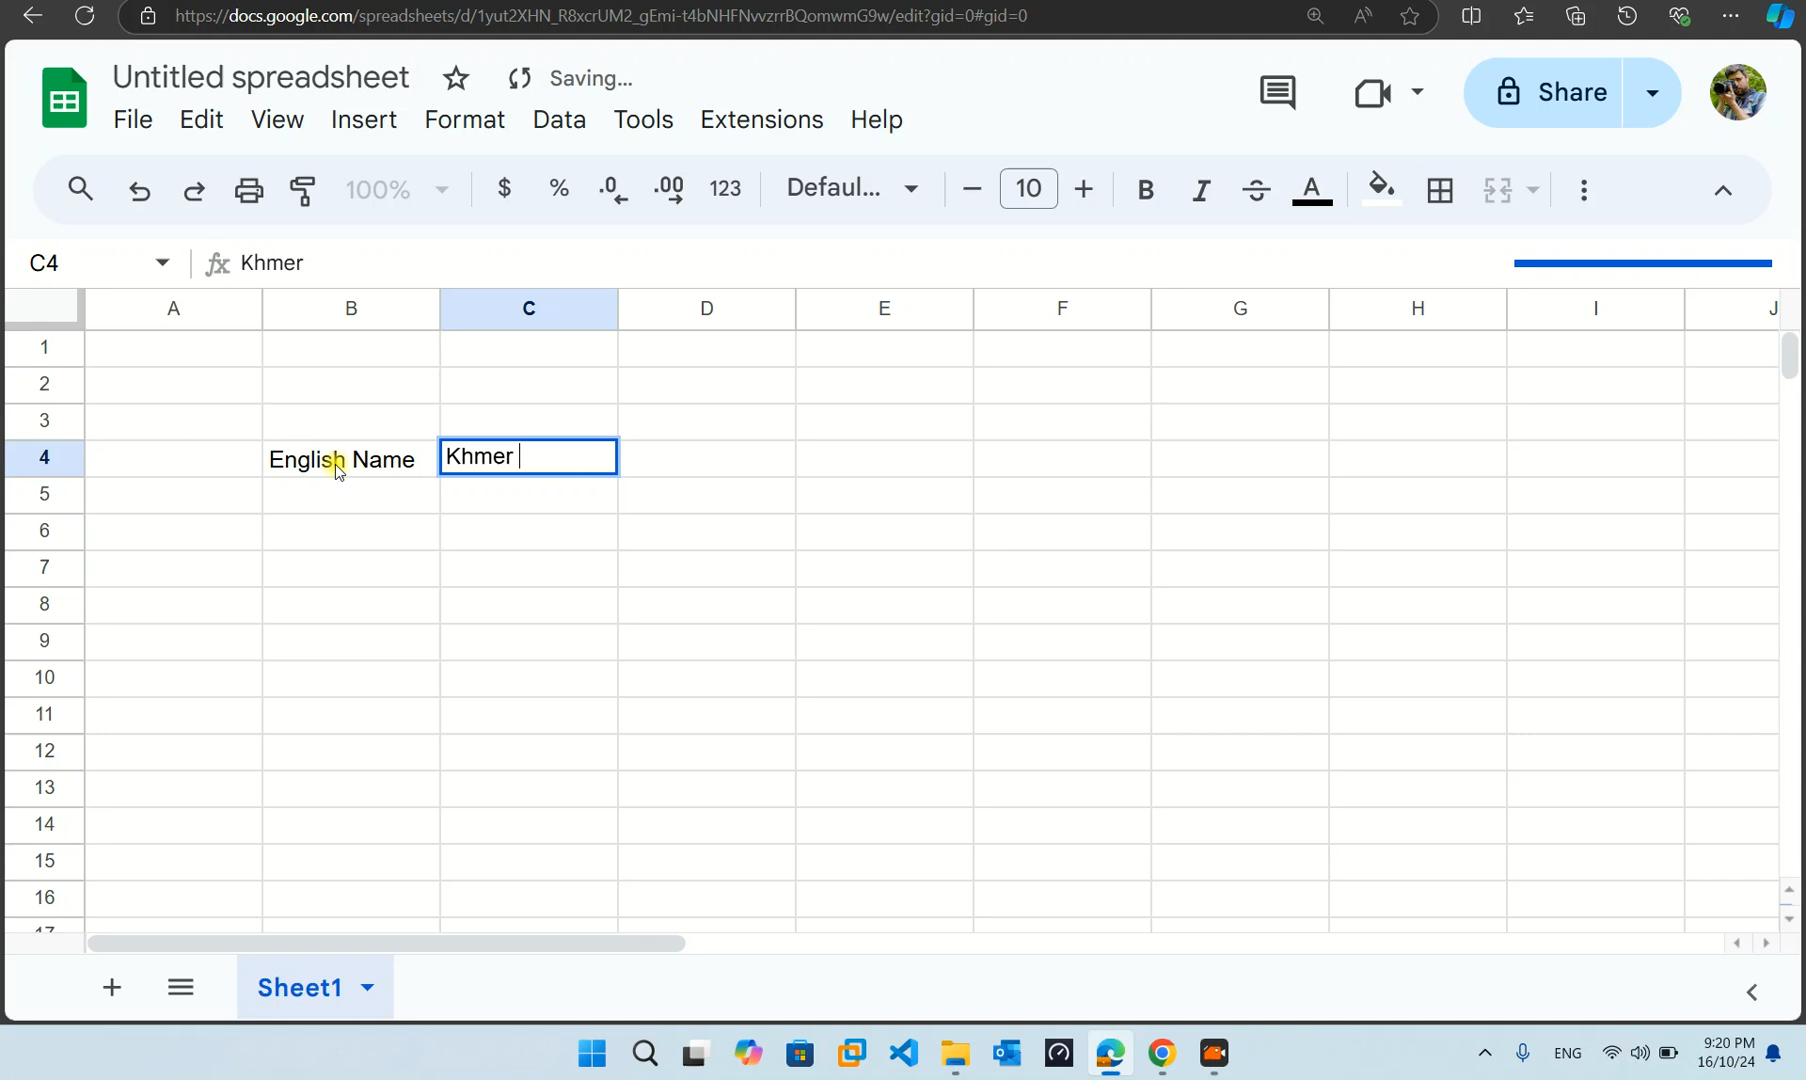 https://docs.google.com/spreadsheets/d/1yut2XHN_R8xcrUM2_gEmi-t4bNHFNvvzrrBQomwmG9w/edit?gid=0#gid=0
Untitled spreadsheet Saving...
File Edit View Insert Format Data Tools Extensions Help
Share
100% $ % .0 .00 123 Defaul... 10 B I S A
C4 fx Khmer
A B C D E F G H I J
1
2
3
4 English Name Khmer
5
6
7
8
9
10
11
12
13
14
15
16
17
Sheet1
ENG 9:20 PM
16/10/24